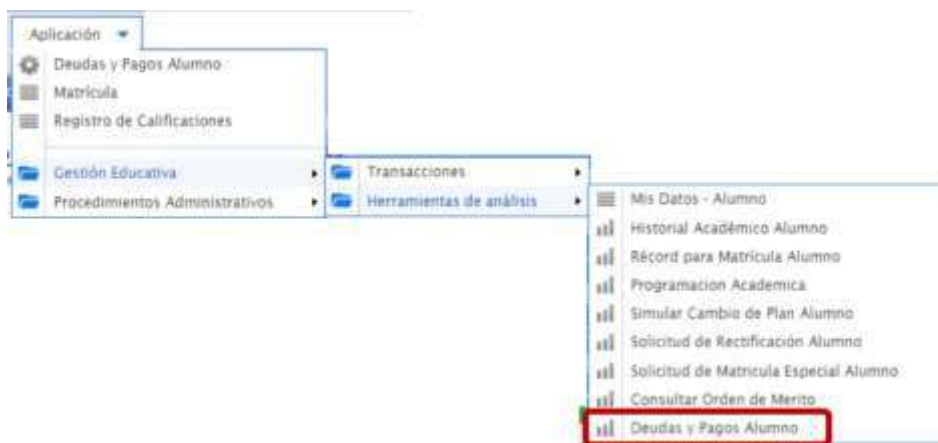 Aplicación
Deudas y Pagos Alumno
Matrícula
Registro de Calificaciones
Gestión Educativa
Procedimientos Administrativos
Transacciones
Herramientas de análisis
Mis Datos - Alumno
Historial Académico Alumno
Récord para Matrícula Alumno
Programacion Academica
Simular Cambio de Plan Alumno
Solicitud de Rectificación Alumno
Solicitud de Matricula Especial Alumno
Consultar Orden de Merito
Deudas y Pagos Alumno